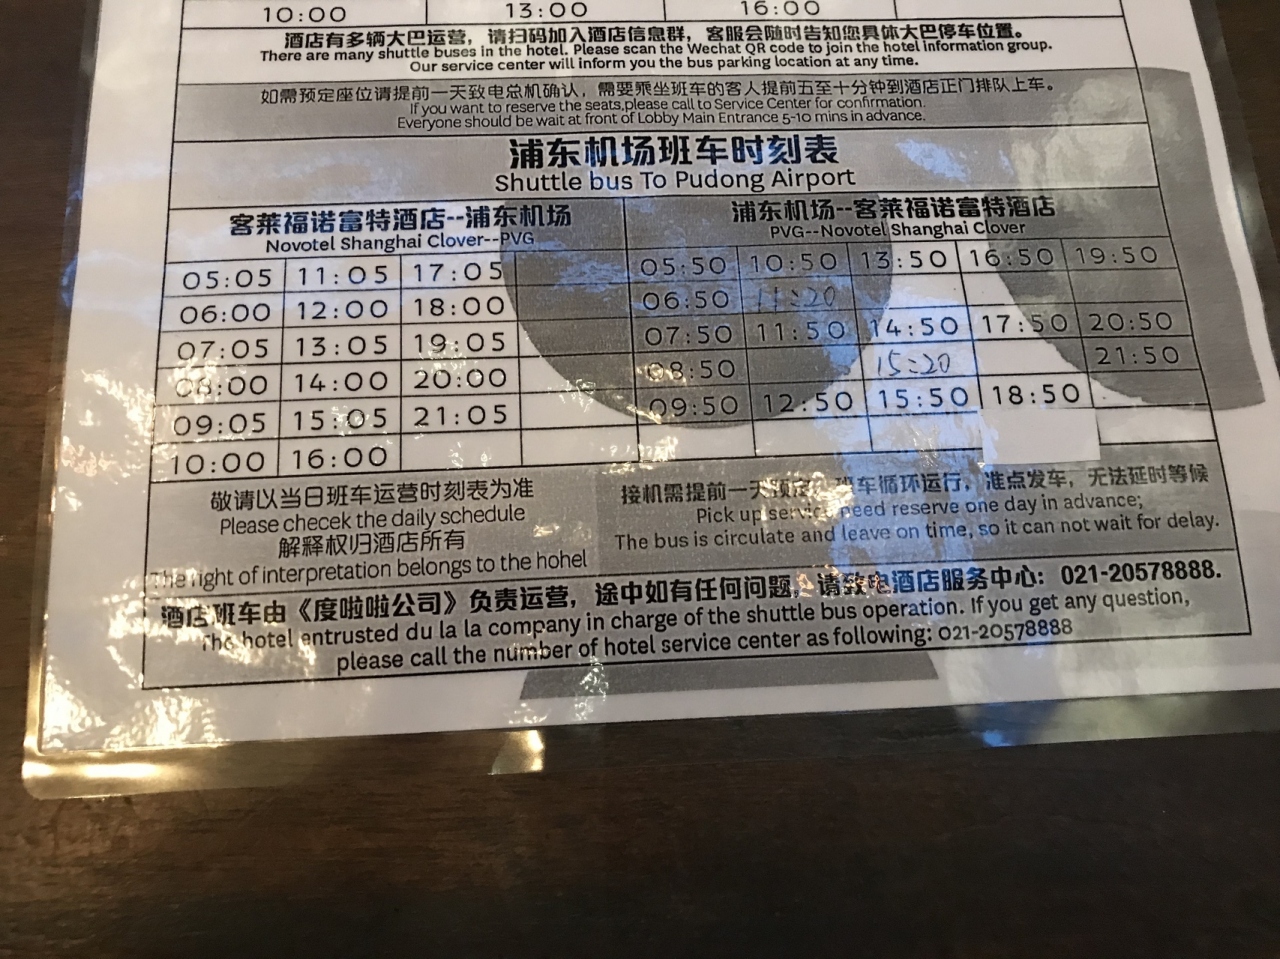 10:00 13:00 16:00
酒店有多辆大巴运营，请扫码加入酒店信息群，客服会随时告知您具体大巴停车位置。
There are many shuttle buses in the hotel. Please scan the Wechat QR code to join the hotel information group.
Our service center will inform you the bus parking location at any time.
如需预定座位请提前一天致电总机确认，需要乘坐班车的客人提前五至十分钟到酒店正门排队上车。
If you want to reserve the seats,please call to Service Center for confirmation.
Everyone should be wait at front of Lobby Main Entrance 5-10 mins in advance.
浦东机场班车时刻表
Shuttle bus To Pudong Airport
客莱福诺富特酒店--浦东机场
Novotel Shanghai Clover--PVG
05:05 11:05 17:05
06:00 12:00 18:00
07:05 13:05 19:05
08:00 14:00 20:00
09:05 15:05 21:05
10:00 16:00
浦东机场--客莱福诺富特酒店
PVG--Novotel Shanghai Clover
05:50 10:50 13:50 16:50 19:50
06:50 11:20
07:50 11:50 14:50 17:50 20:50
08:50 15:20 21:50
09:50 12:50 15:50 18:50
敬请以当日班车运营时刻表为准
Please checek the daily schedule
解释权归酒店所有
The right of interpretation belongs to the hohel
接机需提前一天预定，班车循环运行，准点发车，无法延时等候
Pick up service need reserve one day in advance;
The bus is circulate and leave on time, so it can not wait for delay.
酒店班车由《度啦啦公司》负责运营，途中如有任何问题，请致电酒店服务中心：021-20578888.
The hotel entrusted du la la company in charge of the shuttle bus operation. If you get any question,
please call the number of hotel service center as following: 021-20578888